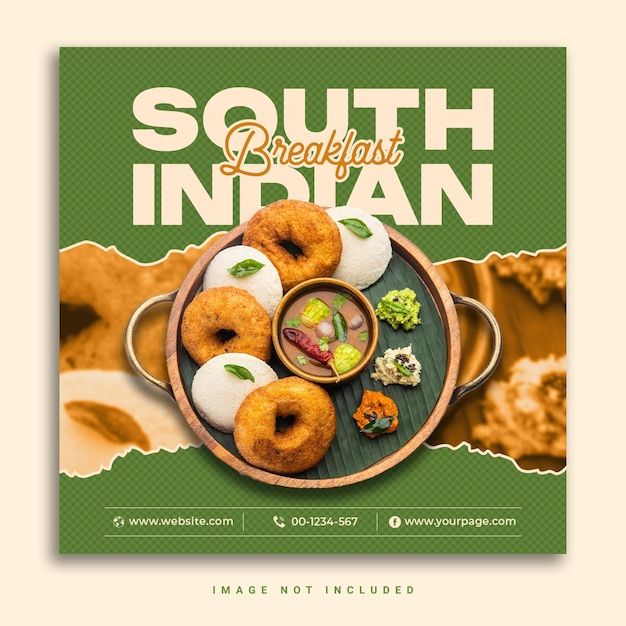 SOUTH
Breakfast
INDIAN
www.website.com | 00-1234-567 | www.yourpage.com
IMAGE NOT INCLUDED